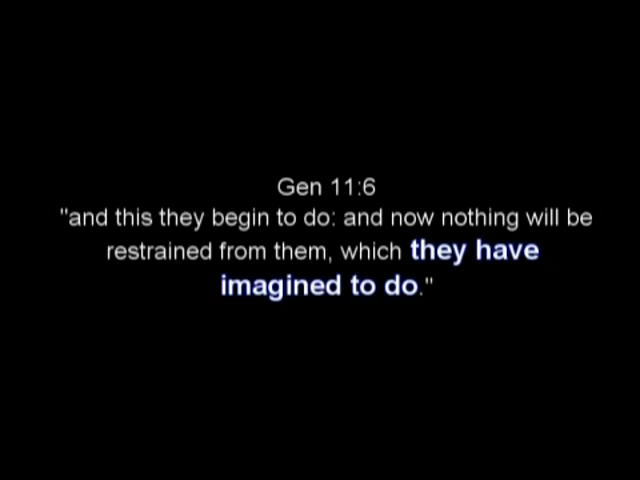 Gen 11:6
"and this they begin to do: and now nothing will be
restrained from them, which they have
imagined to do."